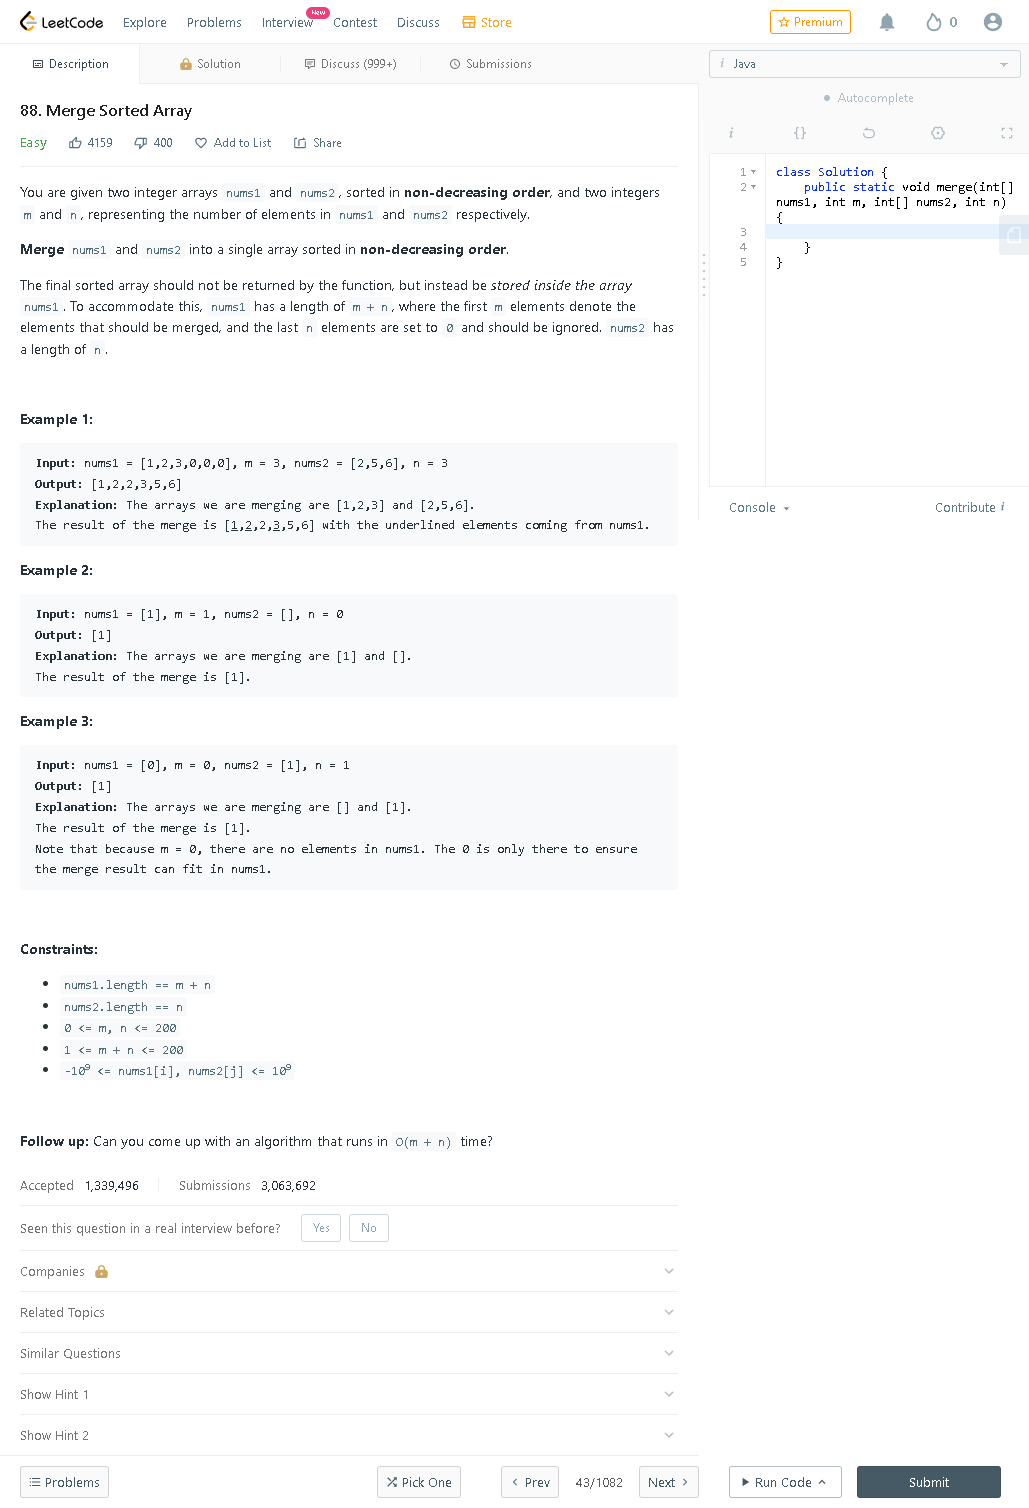 LeetCode Explore Problems Interview New Contest Discuss Store Premium 0
Description Solution Discuss (999+) Submissions
88. Merge Sorted Array
Easy 4159 400 Add to List Share
You are given two integer arrays nums1 and nums2, sorted in non-decreasing order, and two integers
m and n, representing the number of elements in nums1 and nums2 respectively.
Merge nums1 and nums2 into a single array sorted in non-decreasing order.
The final sorted array should not be returned by the function, but instead be stored inside the array
nums1. To accommodate this, nums1 has a length of m + n, where the first m elements denote the
elements that should be merged, and the last n elements are set to 0 and should be ignored. nums2 has
a length of n.
Example 1:
Input: nums1 = [1,2,3,0,0,0], m = 3, nums2 = [2,5,6], n = 3
Output: [1,2,2,3,5,6]
Explanation: The arrays we are merging are [1,2,3] and [2,5,6].
The result of the merge is [1,2,2,3,5,6] with the underlined elements coming from nums1.
Example 2:
Input: nums1 = [1], m = 1, nums2 = [], n = 0
Output: [1]
Explanation: The arrays we are merging are [1] and [].
The result of the merge is [1].
Example 3:
Input: nums1 = [0], m = 0, nums2 = [1], n = 1
Output: [1]
Explanation: The arrays we are merging are [] and [1].
The result of the merge is [1].
Note that because m = 0, there are no elements in nums1. The 0 is only there to ensure
the merge result can fit in nums1.
Constraints:
• nums1.length == m + n
• nums2.length == n
• 0 <= m, n <= 200
• 1 <= m + n <= 200
• -10⁹ <= nums1[i], nums2[j] <= 10⁹
Follow up: Can you come up with an algorithm that runs in O(m + n) time?
Accepted 1,339,496 Submissions 3,063,692
Seen this question in a real interview before? Yes No
Companies
Related Topics
Similar Questions
Show Hint 1
Show Hint 2
Problems Pick One < Prev 43/1082 Next >
i Java
Autocomplete
i {}
1 class Solution {
2 public static void merge(int[]
nums1, int m, int[] nums2, int n)
{
3
4 }
5 }
Console Contribute i
Run Code Submit